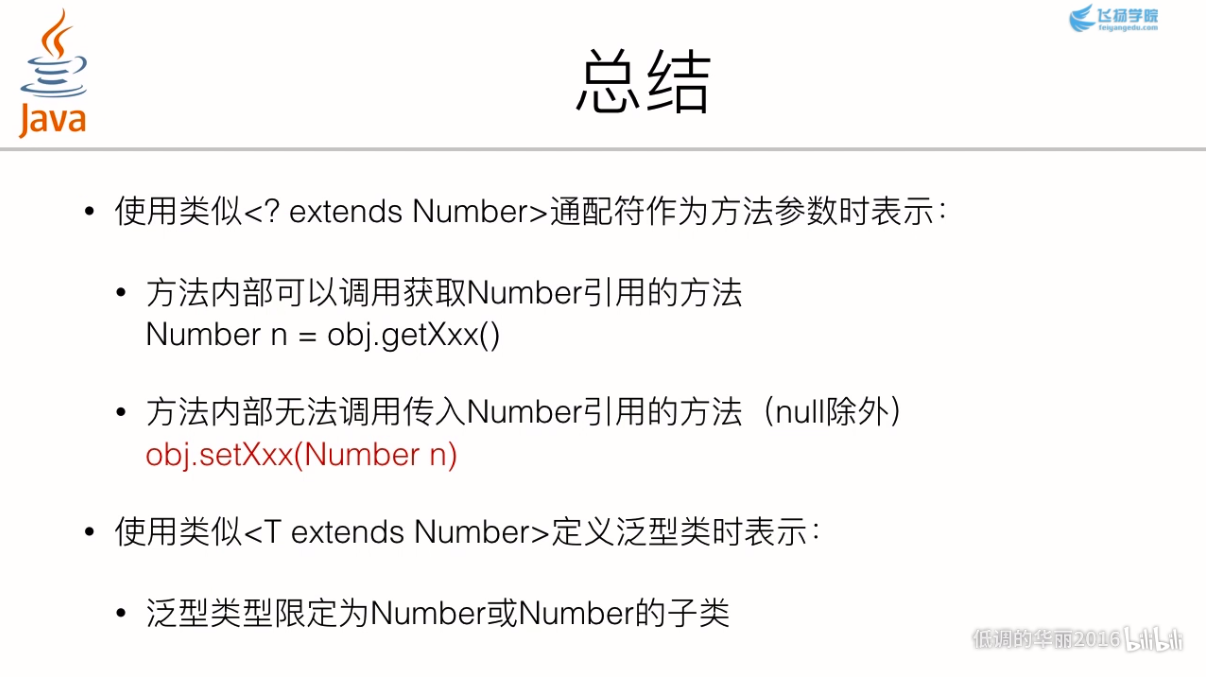 Java
飞扬学院
feiyangedu.com
总结
• 使用类似<? extends Number>通配符作为方法参数时表示：
• 方法内部可以调用获取Number引用的方法
Number n = obj.getXxx()
• 方法内部无法调用传入Number引用的方法（null除外）
obj.setXxx(Number n)
• 使用类似<T extends Number>定义泛型类时表示：
• 泛型类型限定为Number或Number的子类
低调的华丽2016 bilibili